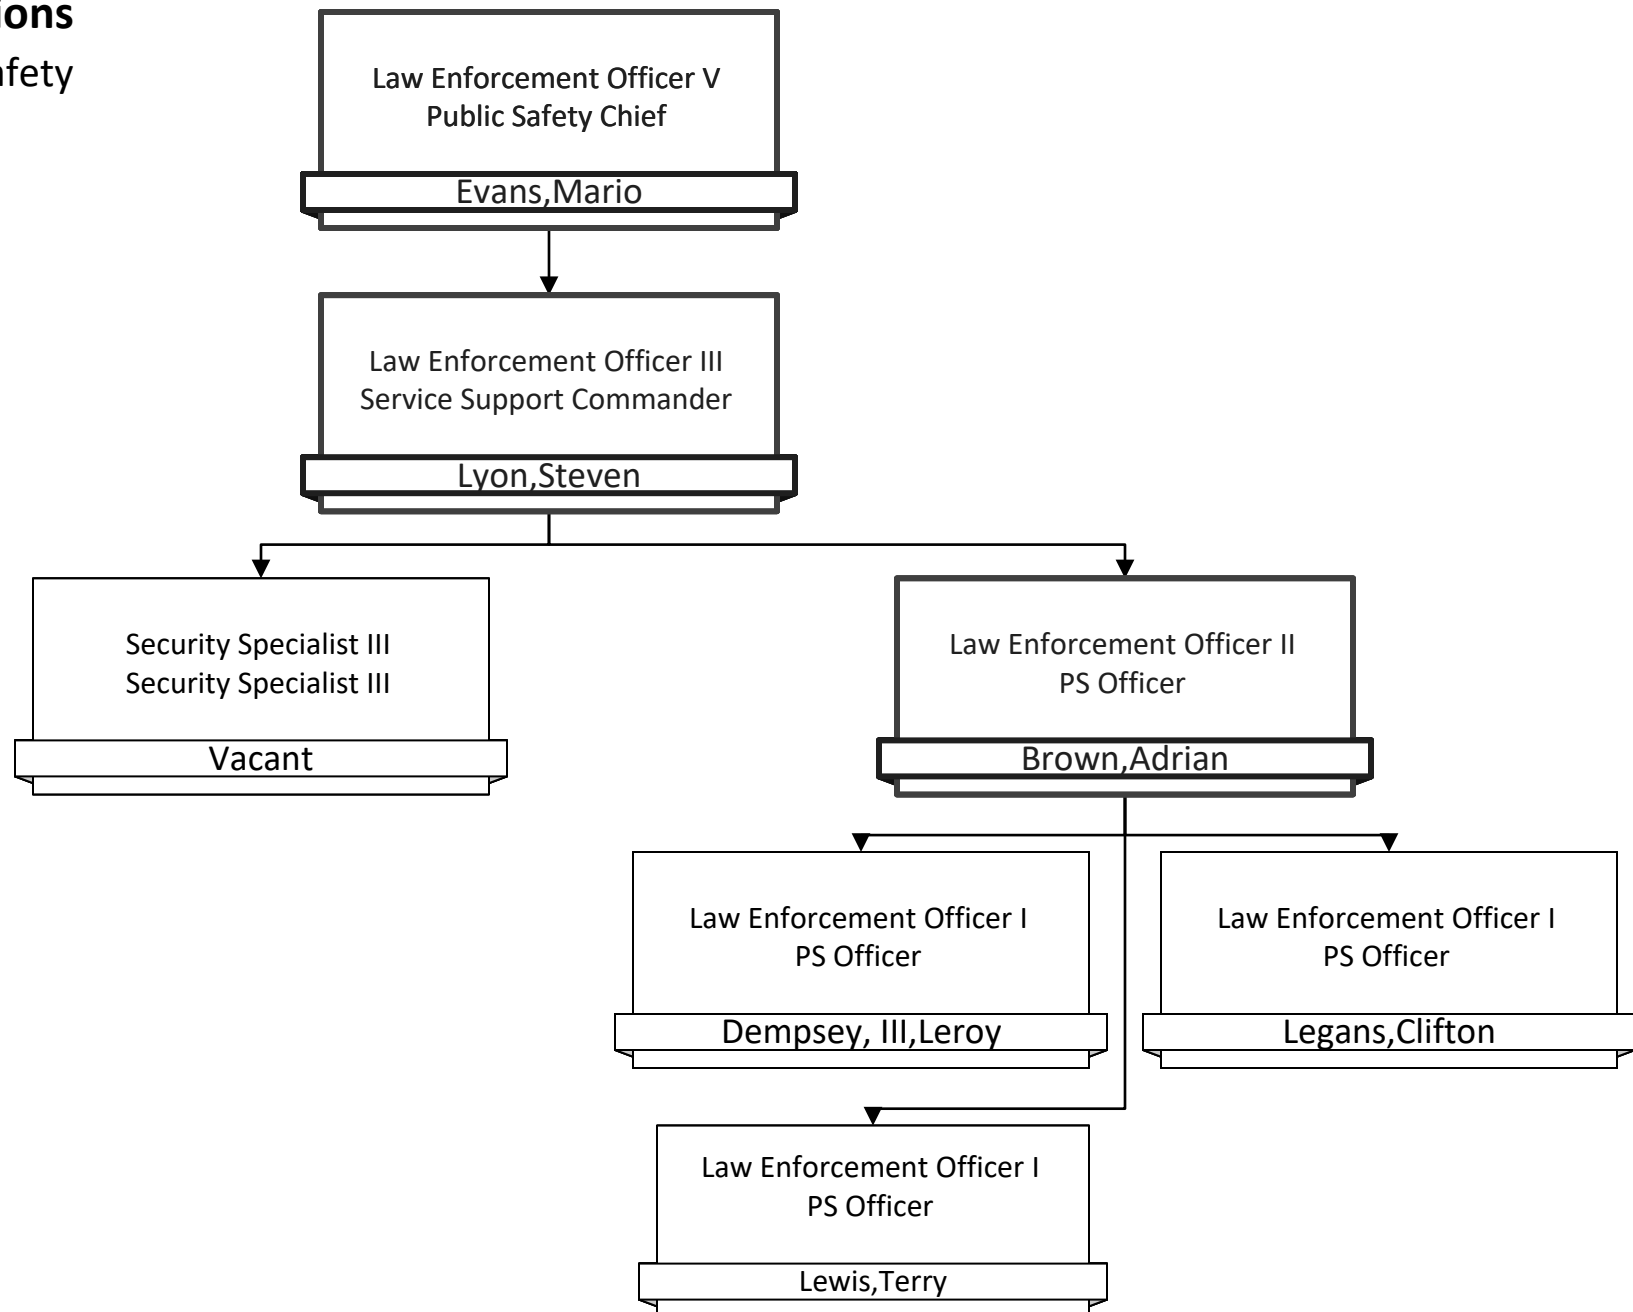 Law Enforcement Officer V
Public Safety Chief
Evans,Mario
Law Enforcement Officer III
Service Support Commander
Lyon,Steven
Security Specialist III
Security Specialist III
Vacant
Law Enforcement Officer II
PS Officer
Brown,Adrian
Law Enforcement Officer I
PS Officer
Dempsey, III,Leroy
Law Enforcement Officer I
PS Officer
Legans,Clifton
Law Enforcement Officer I
PS Officer
Lewis,Terry